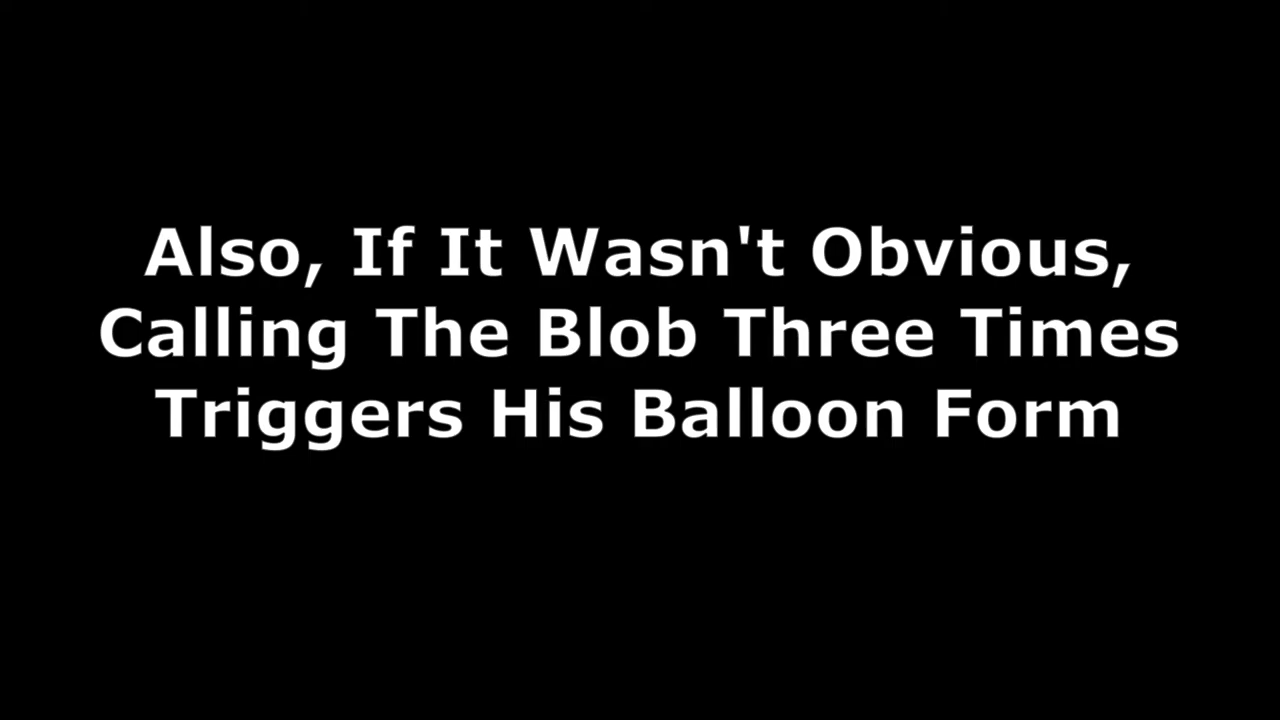 Also, If It Wasn't Obvious,
Calling The Blob Three Times
Triggers His Balloon Form